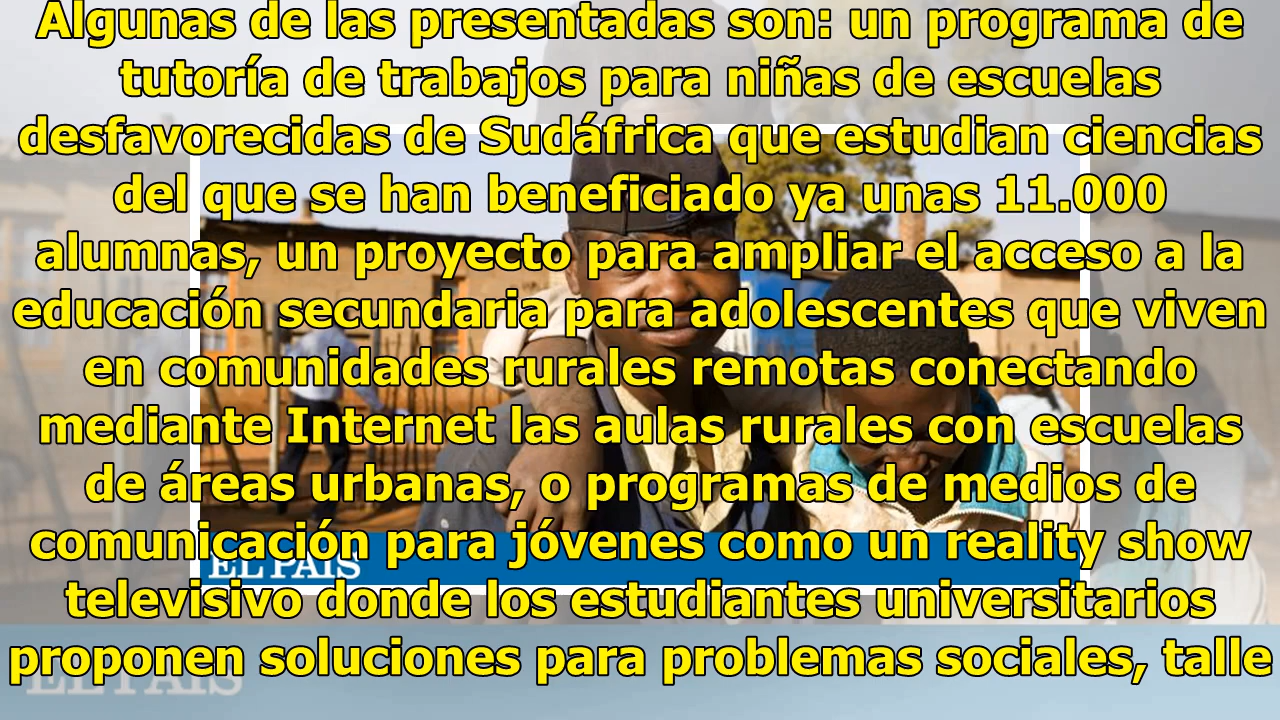 Algunas de las presentadas son: un programa de
tutoría de trabajos para niñas de escuelas
desfavorecidas de Sudáfrica que estudian ciencias
del que se han beneficiado ya unas 11.000
alumnas, un proyecto para ampliar el acceso a la
educación secundaria para adolescentes que viven
en comunidades rurales remotas conectando
mediante Internet las aulas rurales con escuelas
de áreas urbanas, o programas de medios de
comunicación para jóvenes como un reality show
EL PAÍS
televisivo donde los estudiantes universitarios
proponen soluciones para problemas sociales, talle
EL PAÍS